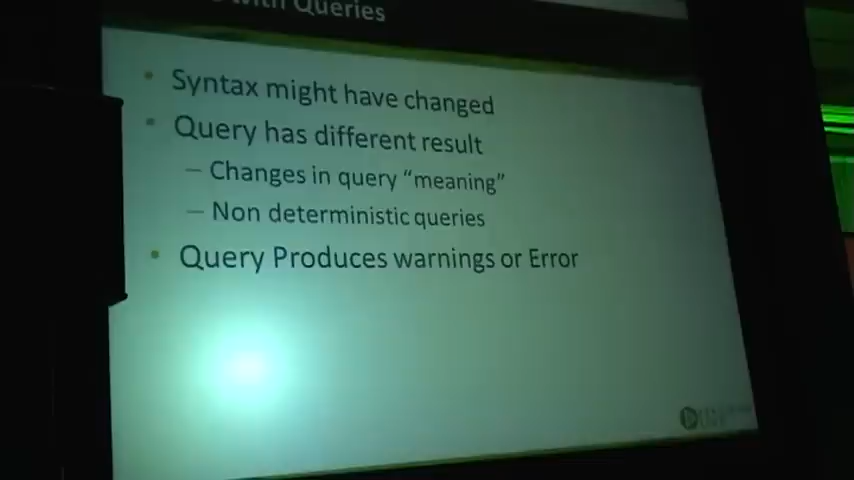 with Queries
Syntax might have changed
Query has different result
Changes in query “meaning”
Non deterministic queries
Query Produces warnings or Error